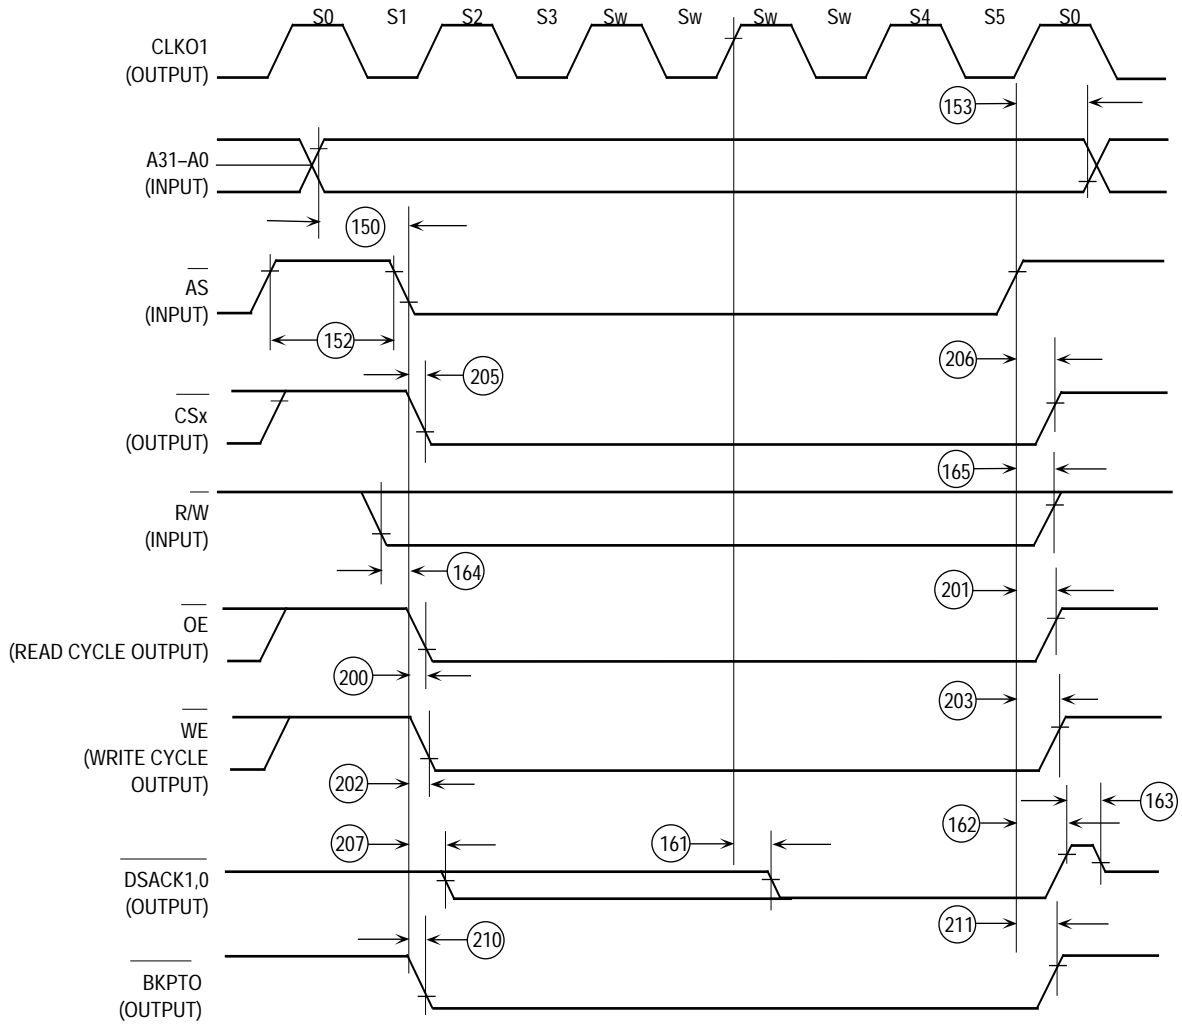 S0 S1 S2 S3 Sw Sw Sw Sw S4 S5 S0
CLKO1
(OUTPUT)
153
A31–A0
(INPUT)
150
AS
(INPUT)
152
206
205
CSx
(OUTPUT)
165
R/W
(INPUT)
164
201
OE
(READ CYCLE OUTPUT)
200
203
WE
(WRITE CYCLE
OUTPUT)
202
163
162
207
161
DSACK1,0
(OUTPUT)
211
210
BKPTO
(OUTPUT)